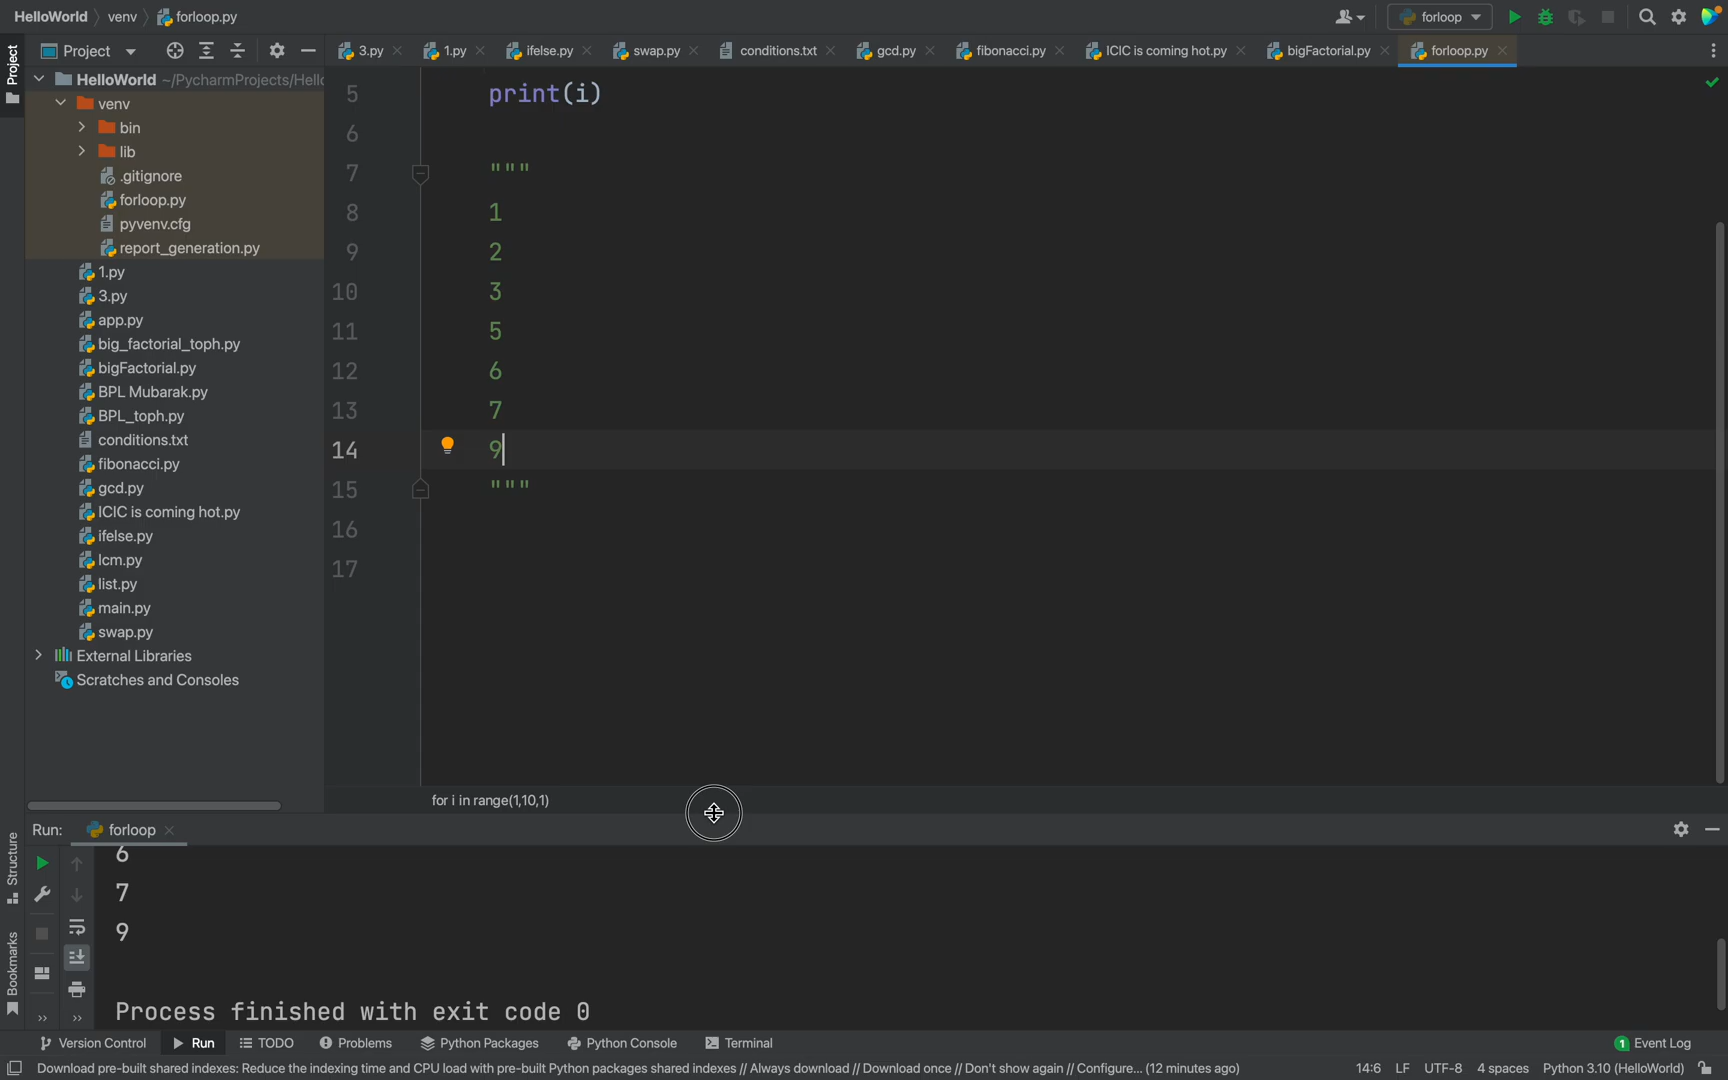 HelloWorld venv forloop.py forloop
Project 3.py 1.py ifelse.py swap.py conditions.txt gcd.py fibonacci.py ICIC is coming hot.py bigFactorial.py forloop.py
Project
HelloWorld ~/PycharmProjects/Hell
venv
bin
lib
.gitignore
forloop.py
pyvenv.cfg
report_generation.py
1.py
3.py
app.py
big_factorial_toph.py
bigFactorial.py
BPL Mubarak.py
BPL_toph.py
conditions.txt
fibonacci.py
gcd.py
ICIC is coming hot.py
ifelse.py
lcm.py
list.py
main.py
swap.py
External Libraries
Scratches and Consoles
5 print(i)
6
7 """
8 1
9 2
10 3
11 5
12 6
13 7
14 9
15 """
16
17
for i in range(1,10,1)
Run: forloop
6
7
9
Process finished with exit code 0
Structure
Bookmarks
Version Control Run TODO Problems Python Packages Python Console Terminal 1 Event Log
Download pre-built shared indexes: Reduce the indexing time and CPU load with pre-built Python packages shared indexes // Always download // Download once // Don't show again // Configure... (12 minutes ago) 14:6 LF UTF-8 4 spaces Python 3.10 (HelloWorld)